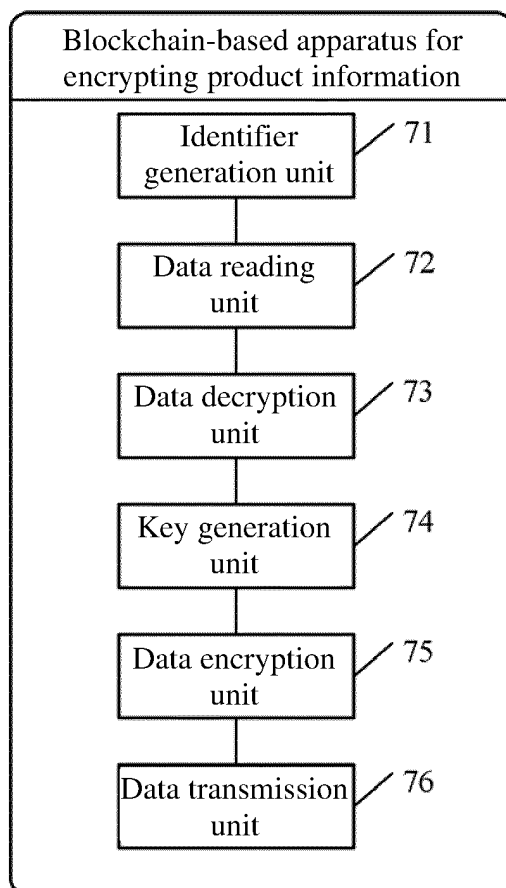 Blockchain-based apparatus for
encrypting product information
Identifier
generation unit
71
Data reading
unit
72
Data decryption
unit
73
Key generation
unit
74
Data encryption
unit
75
Data transmission
unit
76